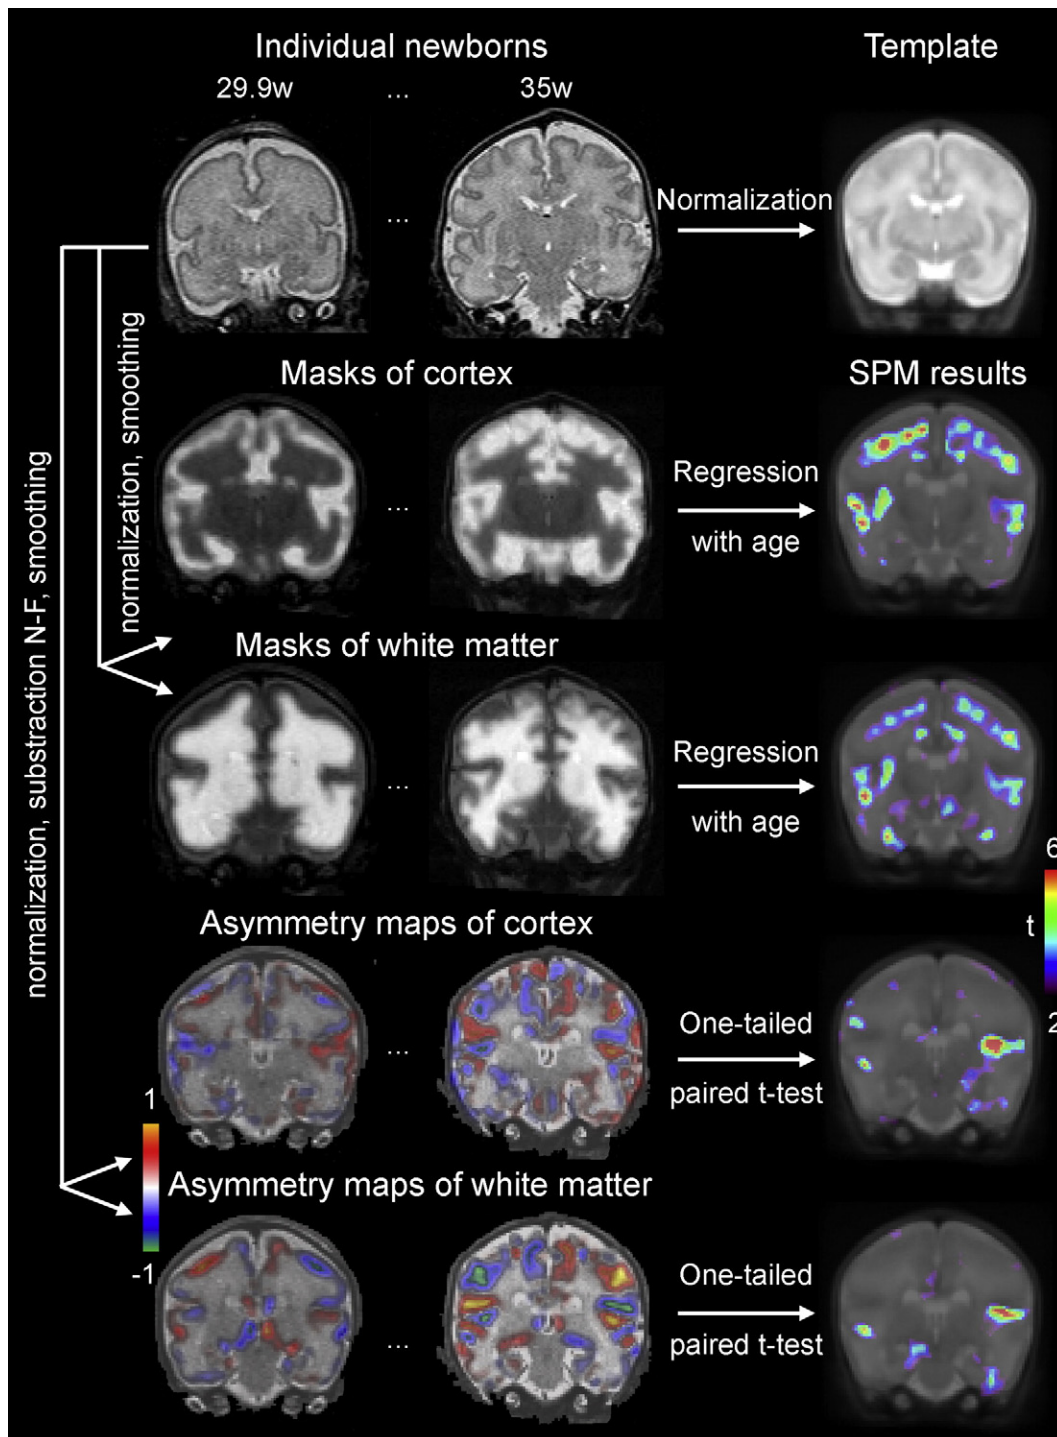 Individual newborns
Template
29.9w
...
35w
...
Normalization
Masks of cortex
SPM results
normalization, smoothing
...
Regression
with age
Masks of white matter
normalization, substraction N-F, smoothing
...
Regression
with age
6
t
2
Asymmetry maps of cortex
...
One-tailed
paired t-test
1
-1
Asymmetry maps of white matter
...
One-tailed
paired t-test